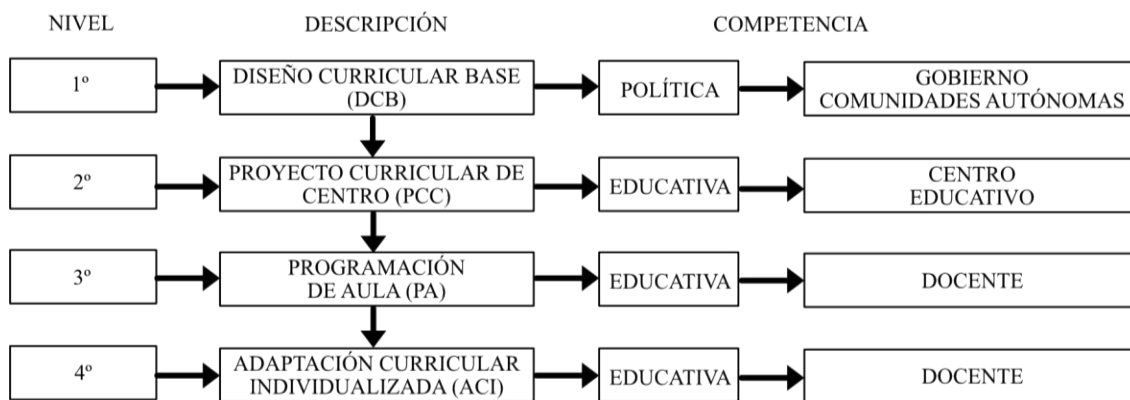 NIVEL
DESCRIPCIÓN
COMPETENCIA
1º
DISEÑO CURRICULAR BASE
(DCB)
POLÍTICA
GOBIERNO
COMUNIDADES AUTÓNOMAS
2º
PROYECTO CURRICULAR DE
CENTRO (PCC)
EDUCATIVA
CENTRO
EDUCATIVO
3º
PROGRAMACIÓN
DE AULA (PA)
EDUCATIVA
DOCENTE
4º
ADAPTACIÓN CURRICULAR
INDIVIDUALIZADA (ACI)
EDUCATIVA
DOCENTE